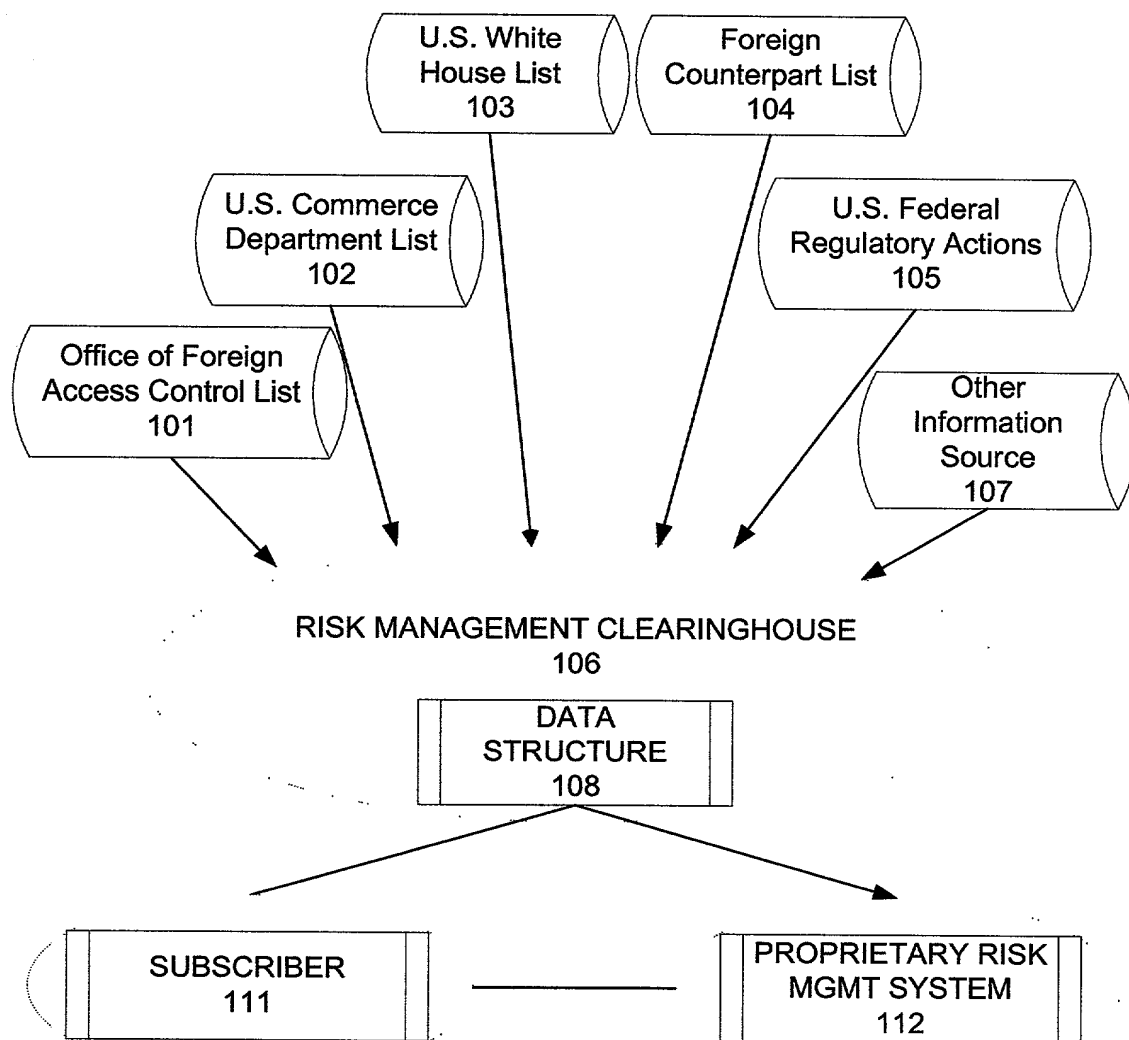 U.S. White
House List
103
Foreign
Counterpart List
104
U.S. Commerce
Department List
102
U.S. Federal
Regulatory Actions
105
Office of Foreign
Access Control List
101
Other
Information
Source
107
RISK MANAGEMENT CLEARINGHOUSE
106
DATA
STRUCTURE
108
SUBSCRIBER
111
PROPRIETARY RISK
MGMT SYSTEM
112